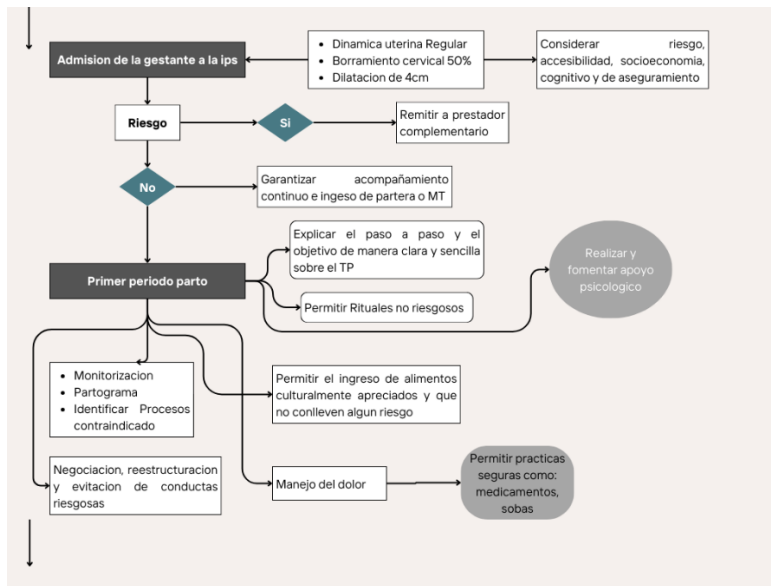 Admision de la gestante a la ips
• Dinamica uterina Regular
• Borramiento cervical 50%
• Dilatacion de 4cm
Considerar riesgo,
accesibilidad, socioeconomia,
cognitivo y de aseguramiento
Riesgo
Si
Remitir a prestador
complementario
No
Garantizar acompañamiento
continuo e ingeso de partera o MT
Explicar el paso a paso y el
objetivo de manera clara y sencilla
sobre el TP
Realizar y
fomentar apoyo
psicologico
Primer periodo parto
Permitir Rituales no riesgosos
• Monitorizacion
• Partograma
• Identificar Procesos
contraindicado
Permitir el ingreso de alimentos
culturalmente apreciados y que
no conlleven algun riesgo
Negociacion, reestructuracion
y evitacion de conductas
riesgosas
Manejo del dolor
Permitir practicas
seguras como:
medicamentos,
sobas